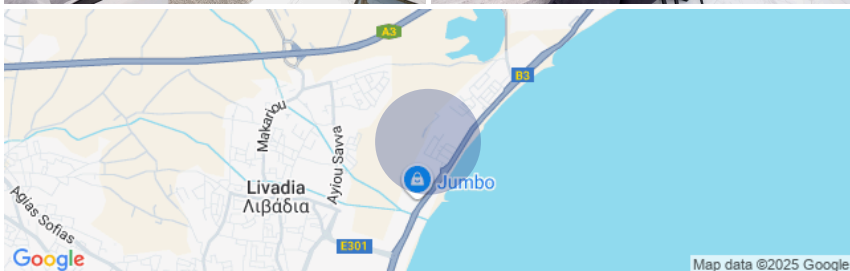 A3
B3
Makariou
Ayiou Savva
Jumbo
Livadia
Λιβάδια
Agias Sofias
E301
Google
Map data ©2025 Google